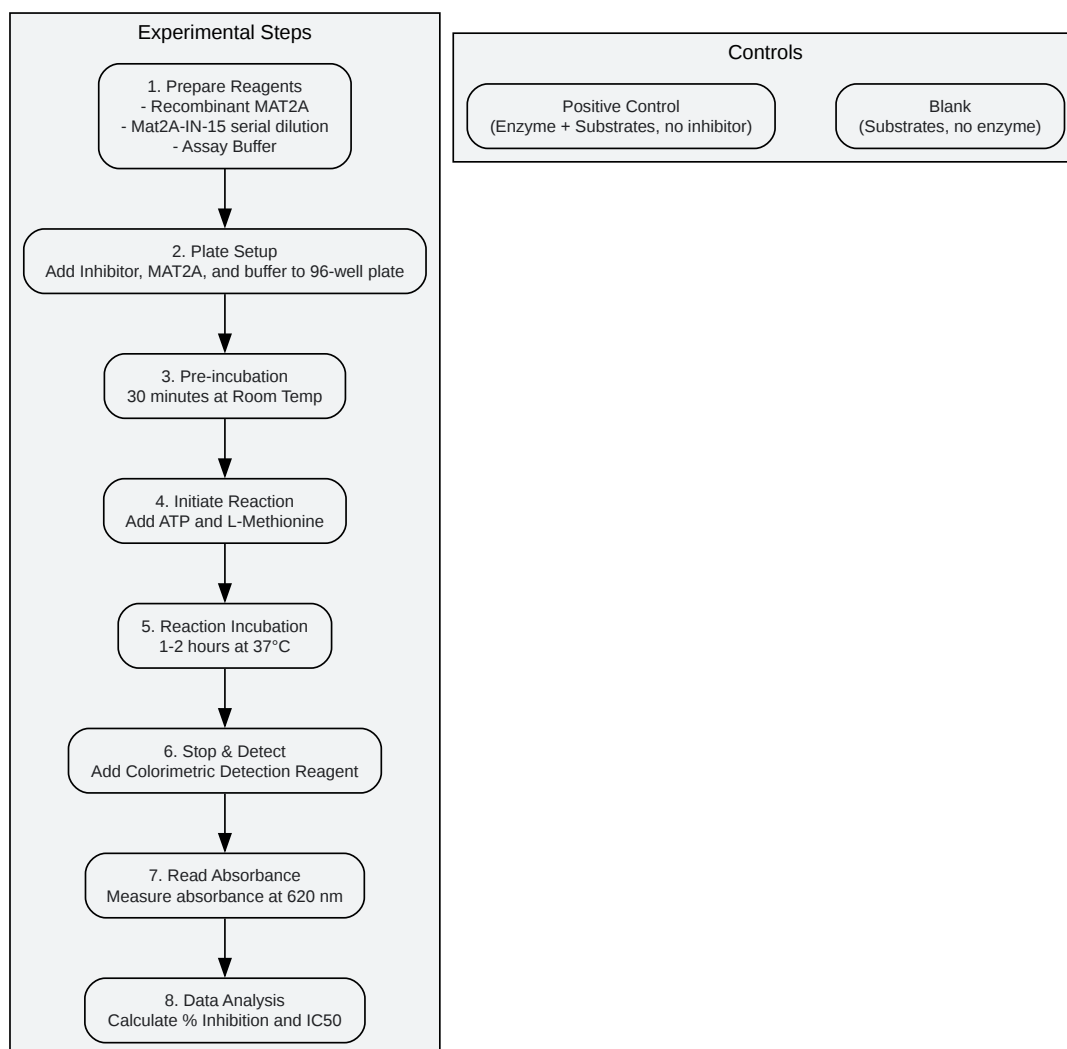 Experimental Steps
1. Prepare Reagents
- Recombinant MAT2A
- Mat2A-IN-15 serial dilution
- Assay Buffer
2. Plate Setup
Add Inhibitor, MAT2A, and buffer to 96-well plate
3. Pre-incubation
30 minutes at Room Temp
4. Initiate Reaction
Add ATP and L-Methionine
5. Reaction Incubation
1-2 hours at 37°C
6. Stop & Detect
Add Colorimetric Detection Reagent
7. Read Absorbance
Measure absorbance at 620 nm
8. Data Analysis
Calculate % Inhibition and IC50
Controls
Positive Control
(Enzyme + Substrates, no inhibitor)
Blank
(Substrates, no enzyme)